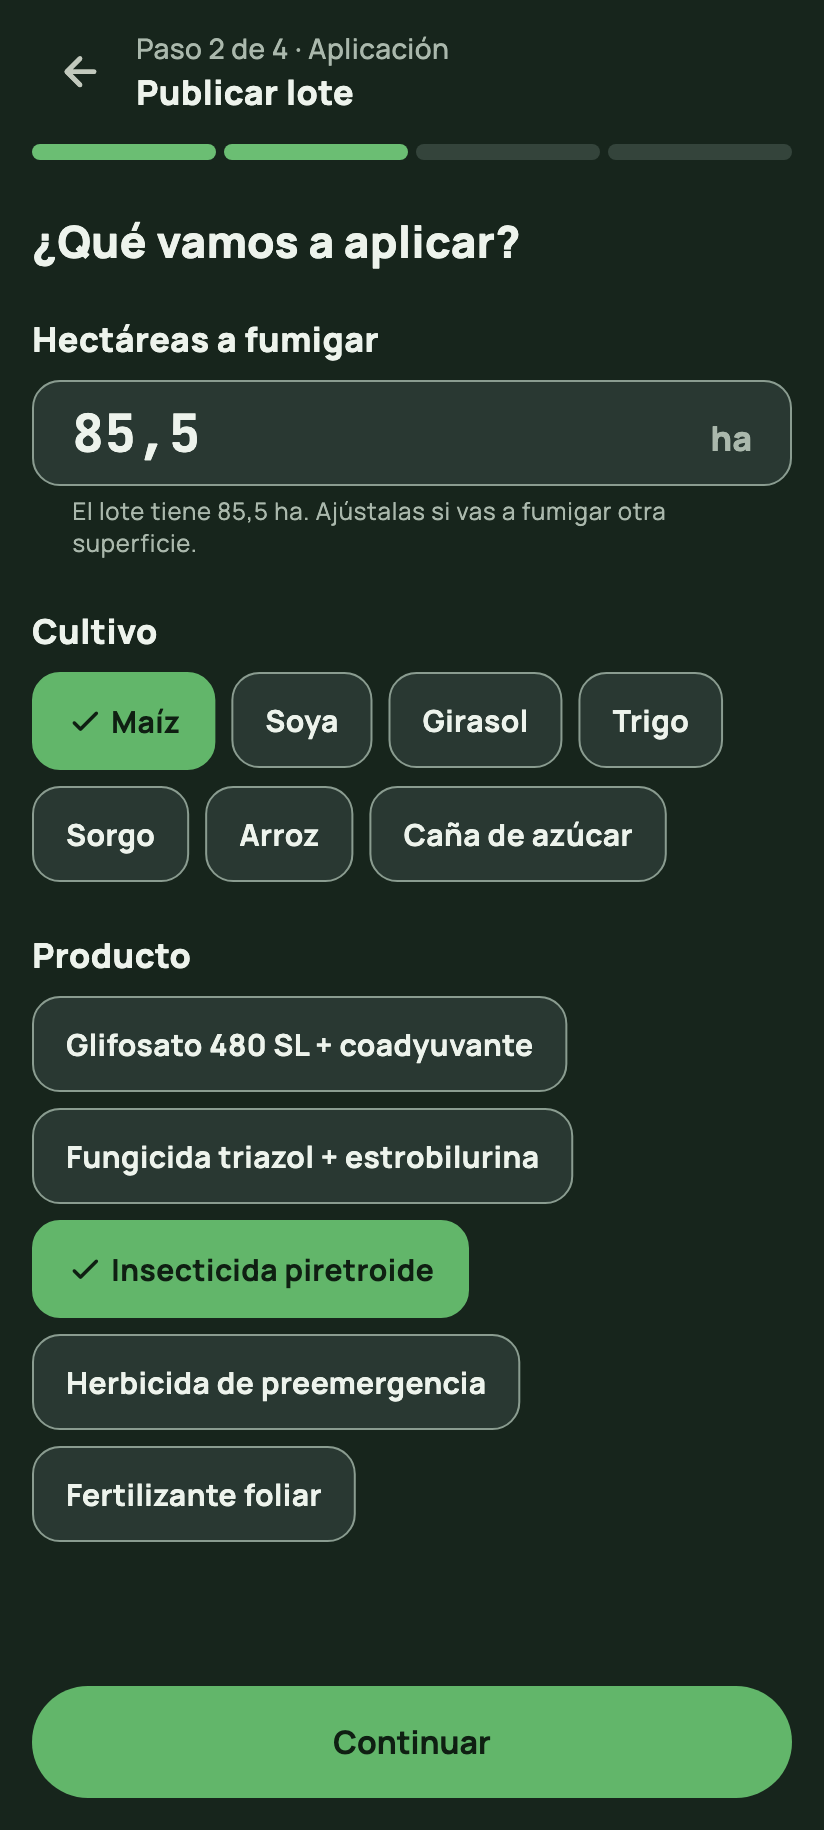 Paso 2 de 4 · Aplicación
Publicar lote
¿Qué vamos a aplicar?
Hectáreas a fumigar
85,5 ha
El lote tiene 85,5 ha. Ajústalas si vas a fumigar otra
superficie.
Cultivo
Maíz Soya Girasol Trigo
Sorgo Arroz Caña de azúcar
Producto
Glifosato 480 SL + coadyuvante
Fungicida triazol + estrobilurina
Insecticida piretroide
Herbicida de preemergencia
Fertilizante foliar
Continuar